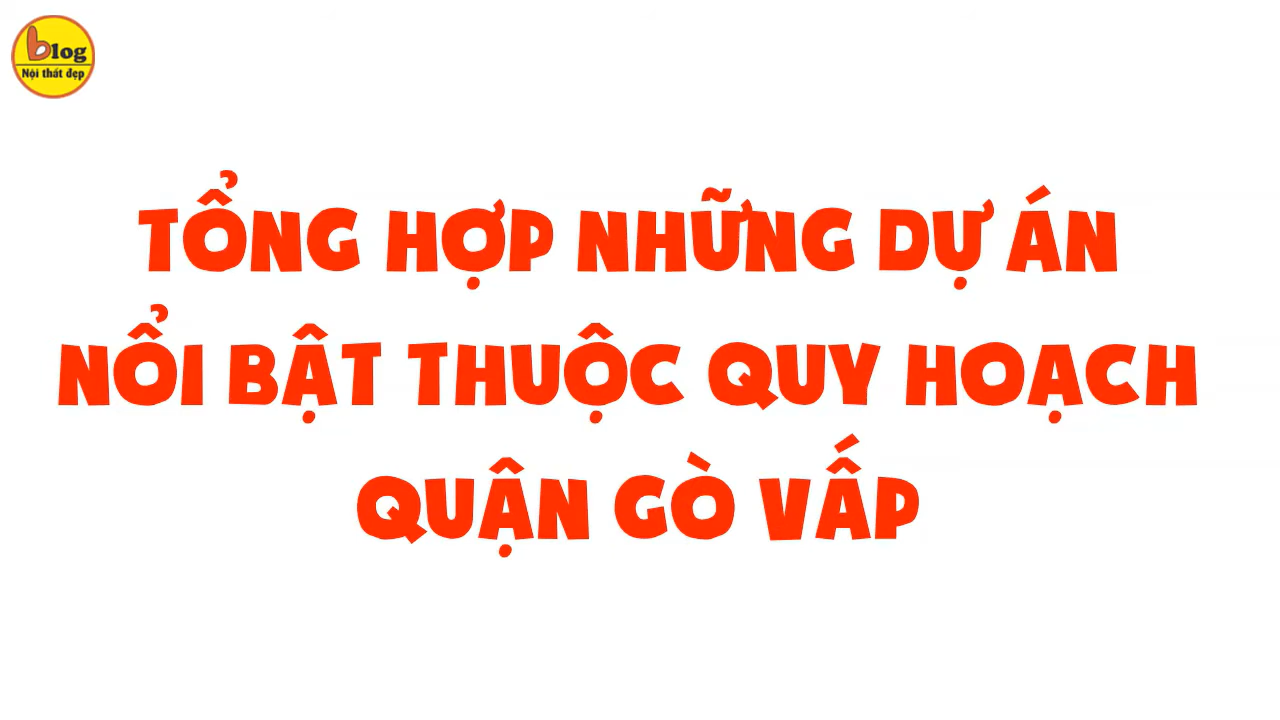 blog
Nội thất đẹp
TỔNG HỢP NHỮNG DỰ ÁN
NỔI BẬT THUỘC QUY HOẠCH
QUẬN GÒ VẤP